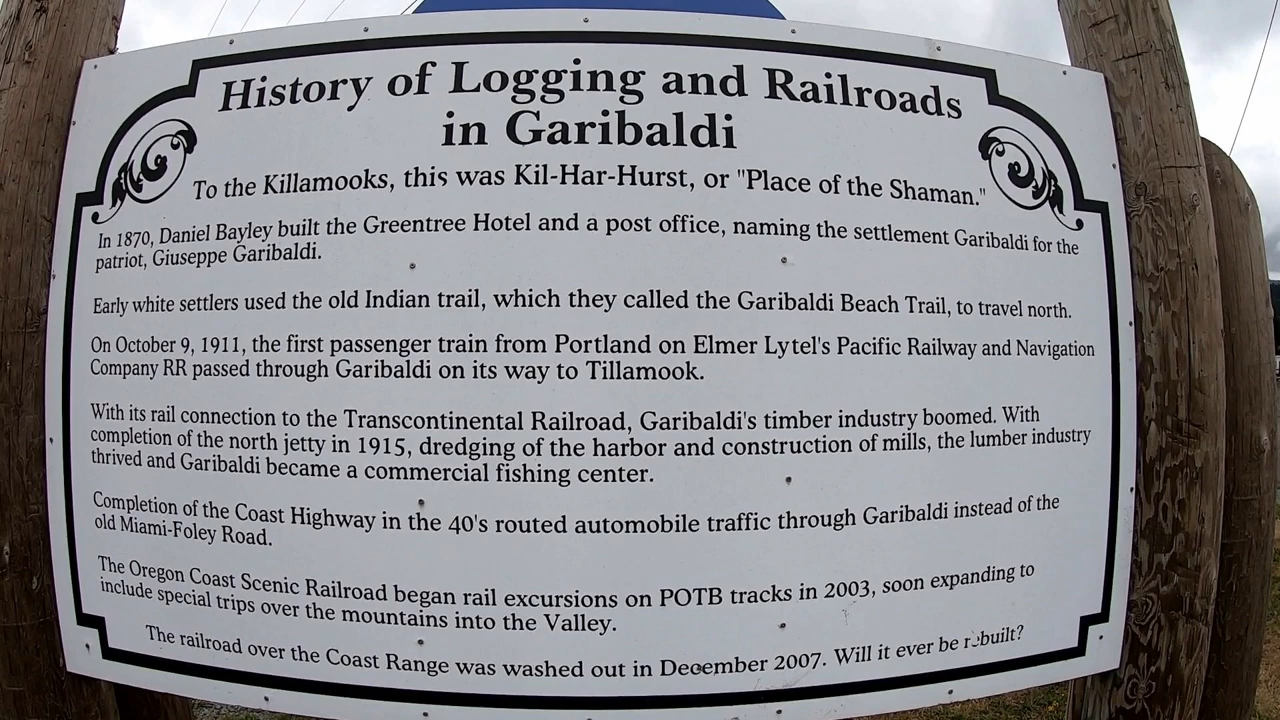 History of Logging and Railroads
in Garibaldi
To the Killamooks, this was Kil-Har-Hurst, or "Place of the Shaman."
In 1870, Daniel Bayley built the Greentree Hotel and a post office, naming the settlement Garibaldi for the
patriot, Giuseppe Garibaldi.
Early white settlers used the old Indian trail, which they called the Garibaldi Beach Trail, to travel north.
On October 9, 1911, the first passenger train from Portland on Elmer Lytel's Pacific Railway and Navigation
Company RR passed through Garibaldi on its way to Tillamook.
With its rail connection to the Transcontinental Railroad, Garibaldi's timber industry boomed. With
completion of the north jetty in 1915, dredging of the harbor and construction of mills, the lumber industry
thrived and Garibaldi became a commercial fishing center.
Completion of the Coast Highway in the 40's routed automobile traffic through Garibaldi instead of the
old Miami-Foley Road.
The Oregon Coast Scenic Railroad began rail excursions on POTB tracks in 2003, soon expanding to
include special trips over the mountains into the Valley.
The railroad over the Coast Range was washed out in December 2007. Will it ever be rebuilt?